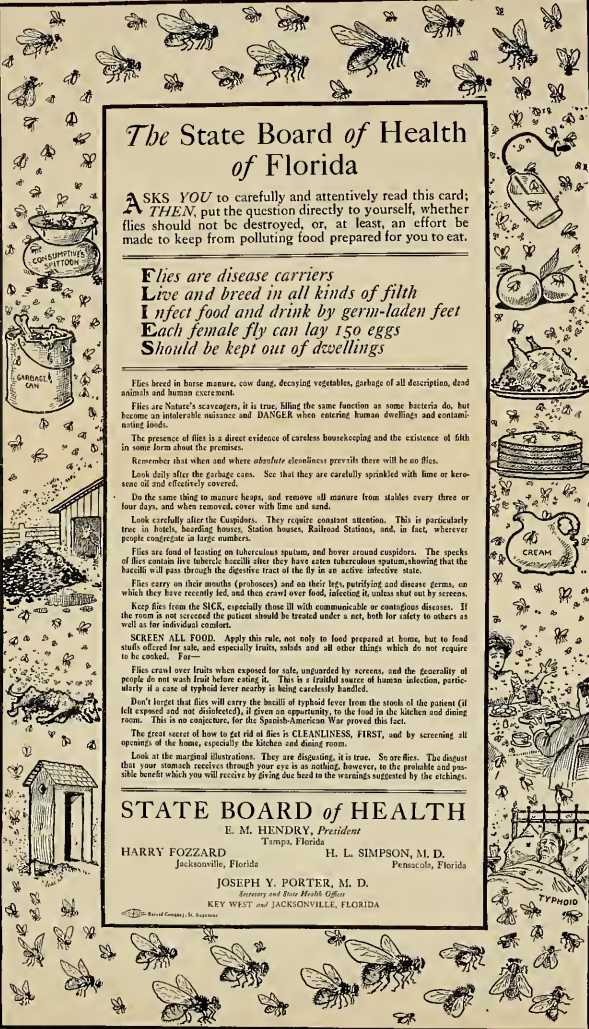 The State Board of Health
of Florida
ASKS YOU to carefully and attentively read this card;
THEN, put the question directly to yourself, whether
flies should not be destroyed, or, at least, an effort be
made to keep from polluting food prepared for you to eat.
Flies are disease carriers
Live and breed in all kinds of filth
Infect food and drink by germ-laden feet
Each female fly can lay 150 eggs
Should be kept out of dwellings
Flies breed in horse manure, cow dung, decaying vegetables, garbage of all description, dead
animals and human excrement.
Flies are Nature's scavengers, it is true, filling the same function as some bacteria do, but
become an intolerable nuisance and DANGER when entering human dwellings and contami-
nating foods.
The presence of flies is a direct evidence of careless housekeeping and the existence of filth
in some form about the premises.
Remember that when and where absolute cleanliness prevails there will be no flies.
Look daily after the garbage cans. See that they are carefully sprinkled with lime or kero-
sene oil and effectively covered.
Do the same thing to manure heaps, and remove all manure from stables every three or
four days, and when removed, cover with lime and sand.
Look carefully after the Cuspidors. They require constant attention. This is particularly
true in hotels, boarding houses, Station houses, Railroad Stations, and, in fact, wherever
people congregate in large numbers.
Flies are fond of feasting on tuberculous sputum, and hover around cuspidors. The specks
of flies contain live tubercle baccilli after they have eaten tuberculous sputum, showing that the
baccilli will pass through the digestive tract of the fly in an active infective state.
Flies carry on their mouths (probosces) and on their legs, putrifying and disease germs, on
which they have recently fed, and then crawl over food, infecting it, unless shut out by screens.
Keep flies from the SICK, especially those ill with communicable or contagious diseases. If
the room is not screened the patient should be treated under a net, both for safety to others as
well as for individual comfort.
SCREEN ALL FOOD. Apply this rule, not only to food prepared at home, but to food
stuffs offered for sale, and especially fruits, salads and all other things which do not require
to be cooked. For—
Flies crawl over fruits when exposed for sale, unguarded by screens, and the generality of
people do not wash fruit before eating it. This is a fruitful source of human infection, partic-
ularly if a case of typhoid fever nearby is being carelessly handled.
Don't forget that flies will carry the bacilli of typhoid fever from the stools of the patient (if
left exposed and not disinfected), if given an opportunity, to the food in the kitchen and dining
room. This is no conjecture, for the Spanish-American War proved this fact.
The great secret of how to get rid of flies is CLEANLINESS, FIRST, and by screening all
openings of the home, especially the kitchen and dining room.
Look at the marginal illustrations. They are disgusting, it is true. So are flies. The disgust
that your stomach receives through your eye is as nothing, however, to the probable and pos-
sible benefit which you will receive by giving due heed to the warnings suggested by the etchings.
STATE BOARD of HEALTH
E. M. HENDRY, President
Tampa, Florida
HARRY FOZZARD
Jacksonville, Florida
H. L. SIMPSON, M. D.
Pensacola, Florida
JOSEPH Y. PORTER, M. D.
Secretary and State Health Officer
KEY WEST and JACKSONVILLE, FLORIDA
Record Company, St. Augustine
CONSUMPTIVES
SPITTOON
GARBAGE
CAN
CREAM
TYPHOID